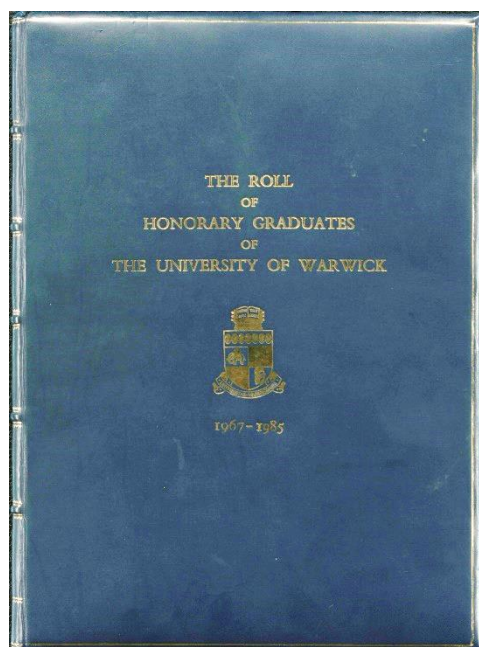 THE ROLL
OF
HONORARY GRADUATES
OF
THE UNIVERSITY OF WARWICK
1967-1985